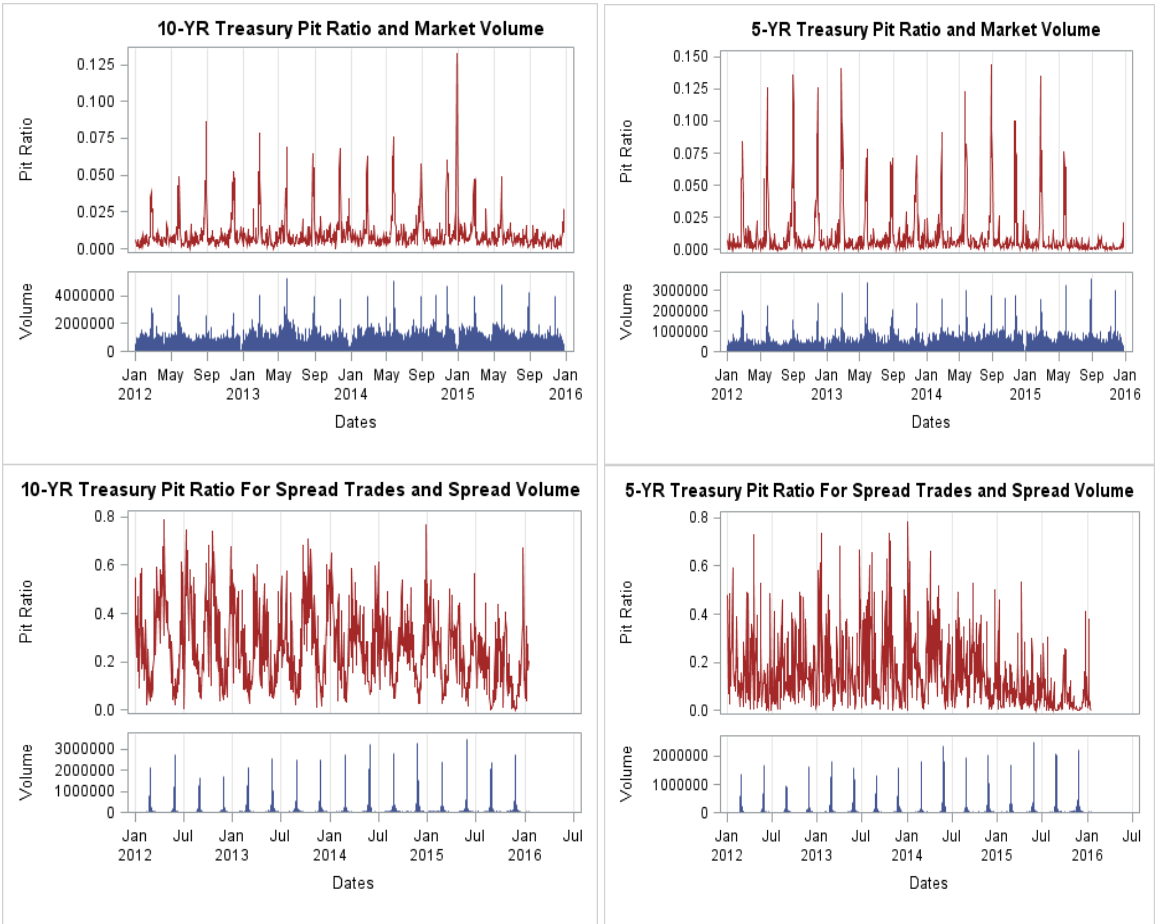 10-YR Treasury Pit Ratio and Market Volume
Pit Ratio
0.125
0.100
0.075
0.050
0.025
0.000
Volume
4000000
2000000
0
Jan May Sep Jan May Sep Jan May Sep Jan May Sep Jan
2012 2013 2014 2015 2016
Dates
5-YR Treasury Pit Ratio and Market Volume
Pit Ratio
0.150
0.125
0.100
0.075
0.050
0.025
0.000
Volume
3000000
2000000
1000000
0
Jan May Sep Jan May Sep Jan May Sep Jan May Sep Jan
2012 2013 2014 2015 2016
Dates
10-YR Treasury Pit Ratio For Spread Trades and Spread Volume
Pit Ratio
0.8
0.6
0.4
0.2
0.0
Volume
3000000
2000000
1000000
0
Jan Jul Jan Jul Jan Jul Jan Jul Jan Jul
2012 2013 2014 2015 2016
Dates
5-YR Treasury Pit Ratio For Spread Trades and Spread Volume
Pit Ratio
0.8
0.6
0.4
0.2
0.0
Volume
2000000
1000000
0
Jan Jul Jan Jul Jan Jul Jan Jul Jan Jul
2012 2013 2014 2015 2016
Dates